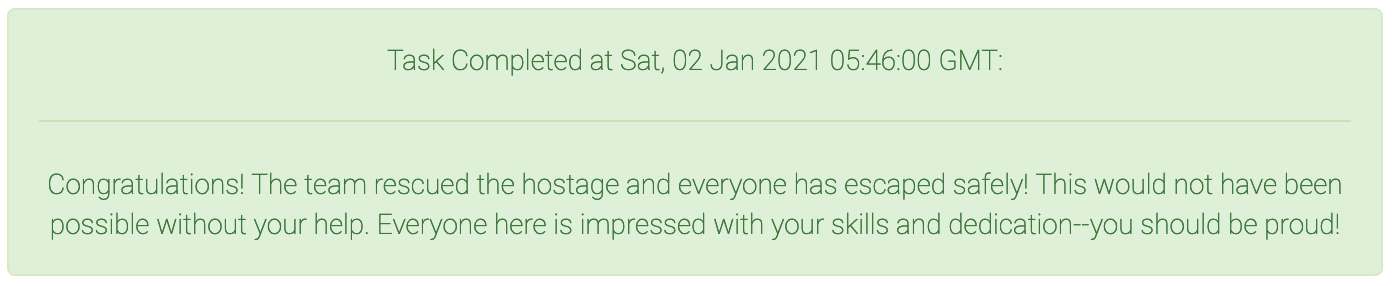 Task Completed at Sat, 02 Jan 2021 05:46:00 GMT:
Congratulations! The team rescued the hostage and everyone has escaped safely! This would not have been
possible without your help. Everyone here is impressed with your skills and dedication--you should be proud!